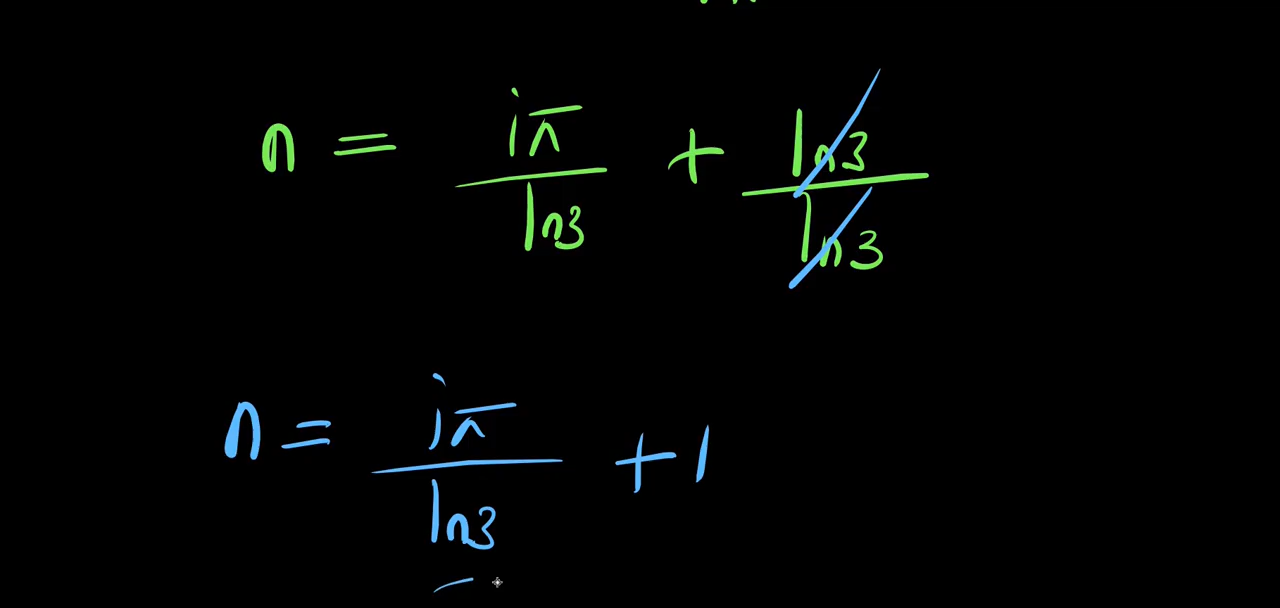 n = iπ/ln3 + ln3/ln3
n = iπ/ln3 + 1